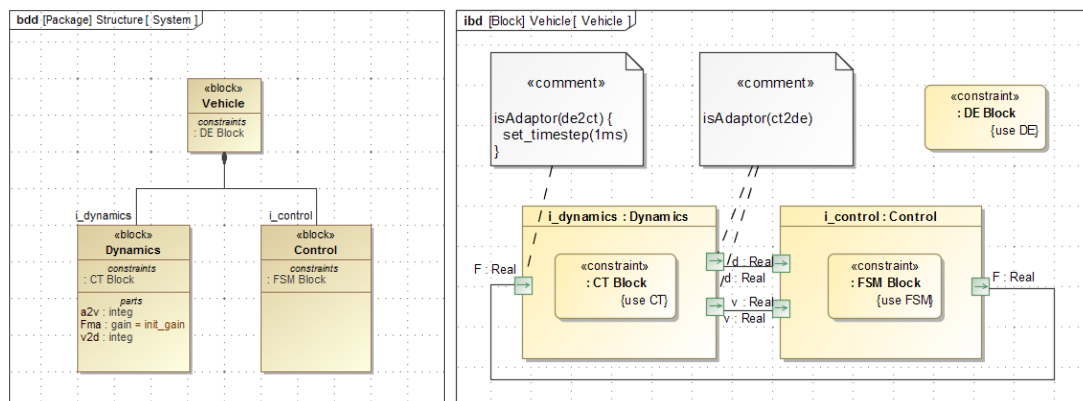 bdd [Package] Structure [ System ]
«block»
Vehicle
constraints
: DE Block
i_dynamics
i_control
«block»
Dynamics
constraints
: CT Block
parts
a2v : integ
Fma : gain = init_gain
v2d : integ
«block»
Control
constraints
: FSM Block
ibd [Block] Vehicle [ Vehicle ]
«comment»
isAdaptor(de2ct) {
set_timestep(1ms)
}
«comment»
isAdaptor(ct2de)
«constraint»
: DE Block
{use DE}
i_dynamics : Dynamics
«constraint»
: CT Block
{use CT}
F : Real
d : Real
d : Real
v : Real
v : Real
i_control : Control
«constraint»
: FSM Block
{use FSM}
F : Real